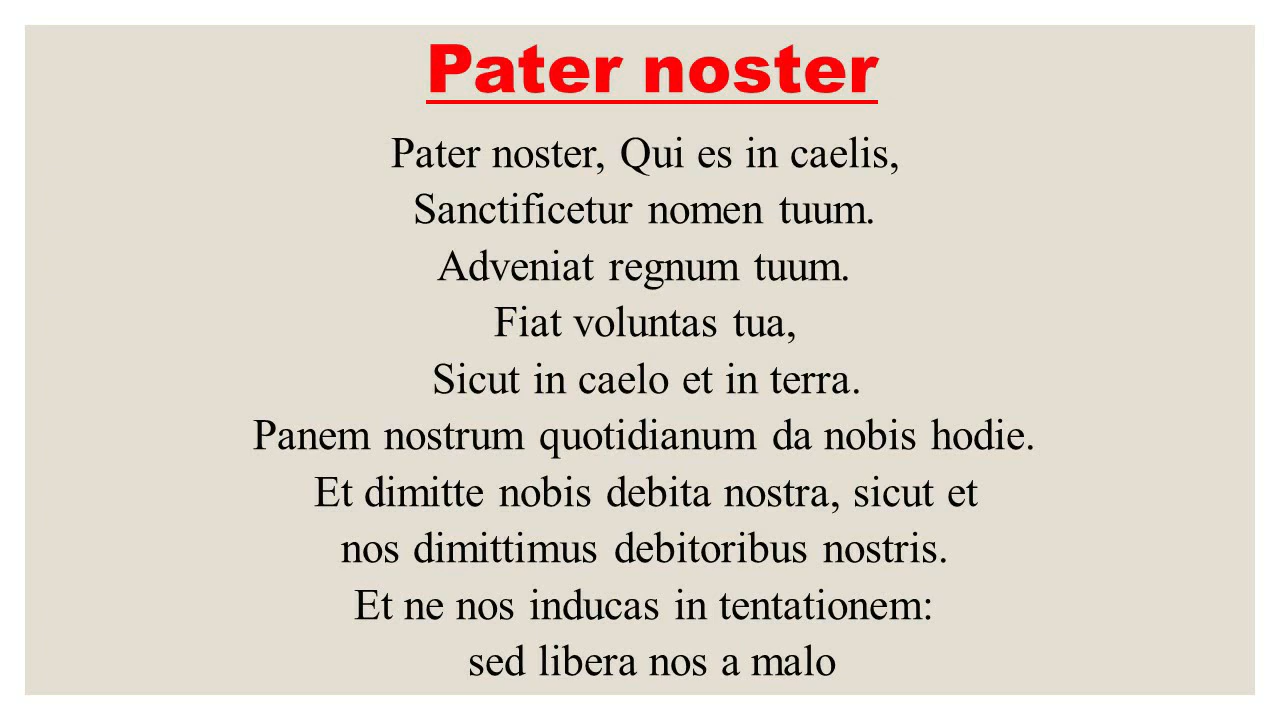 Pater noster
Pater noster, Qui es in caelis,
Sanctificetur nomen tuum.
Adveniat regnum tuum.
Fiat voluntas tua,
Sicut in caelo et in terra.
Panem nostrum quotidianum da nobis hodie.
Et dimitte nobis debita nostra, sicut et
nos dimittimus debitoribus nostris.
Et ne nos inducas in tentationem:
sed libera nos a malo